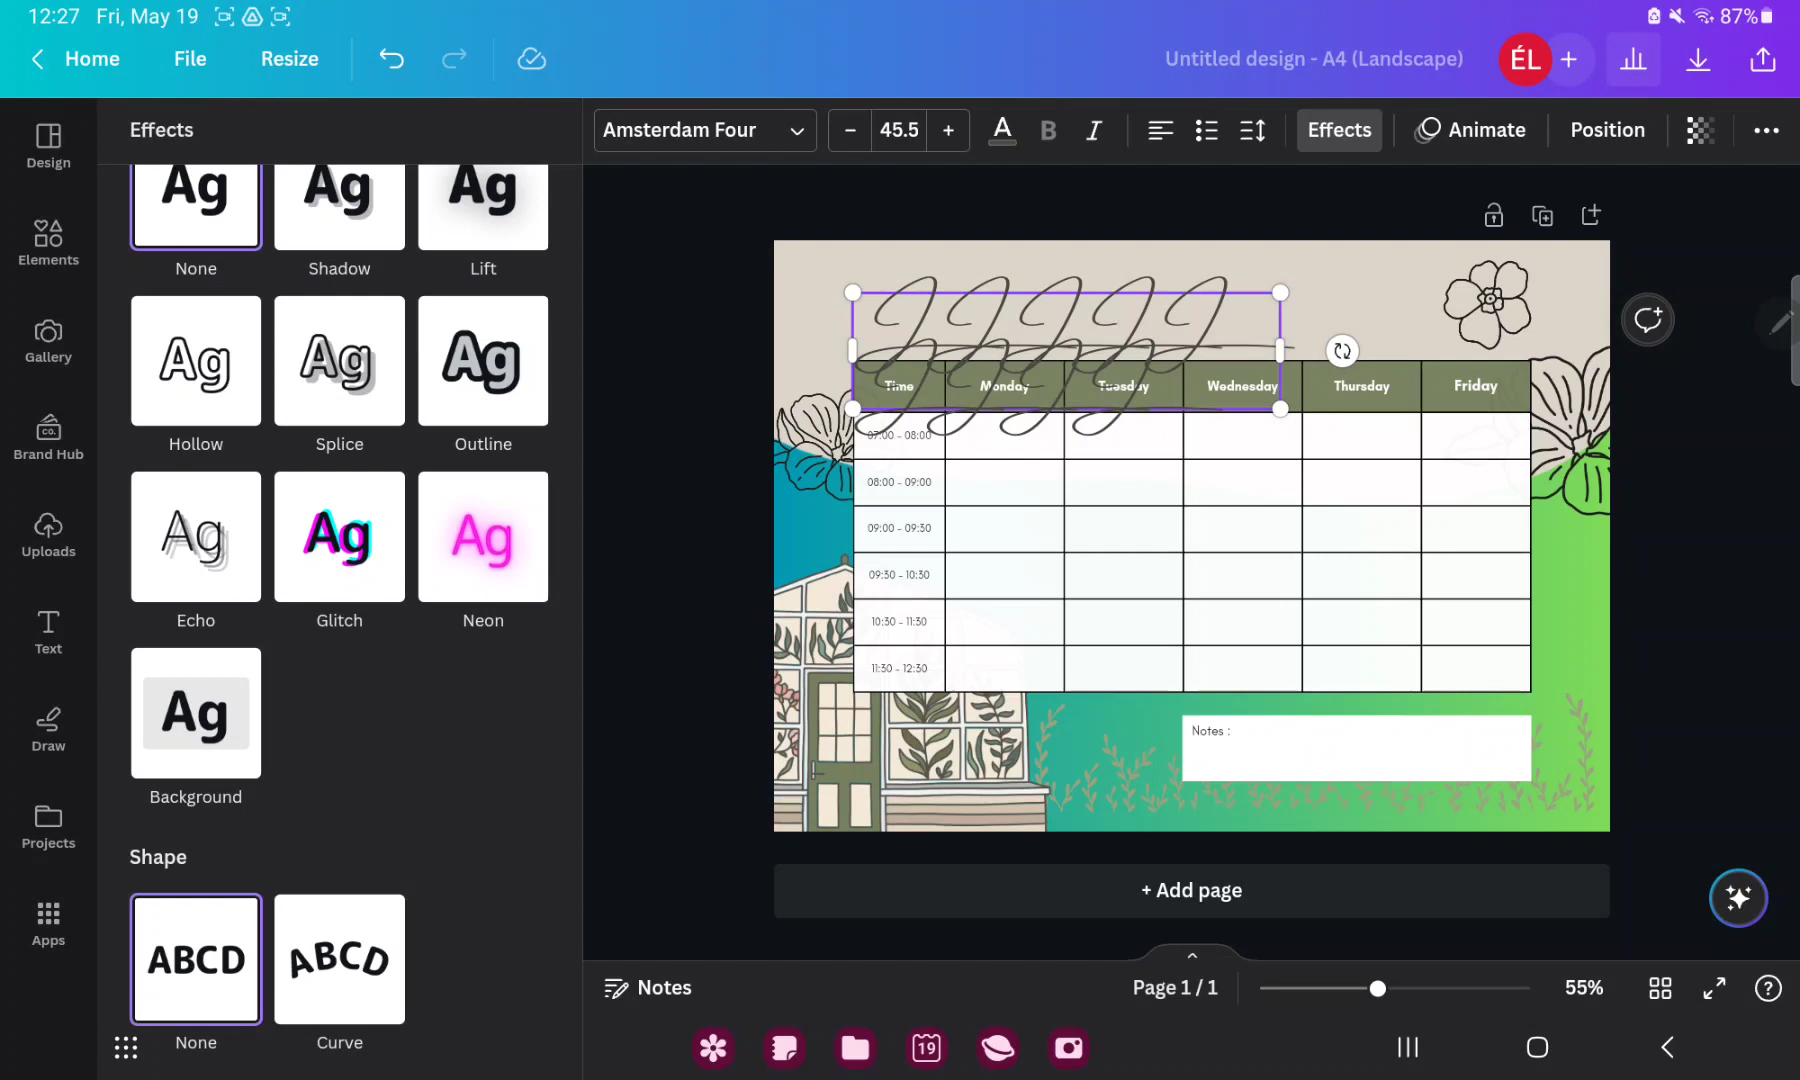 12:27 Fri, May 19 87%
Home File Resize Untitled design - A4 (Landscape) ÉL +
Effects
Amsterdam Four - 45.5 + A B I Effects Animate Position
Design
Elements
Gallery
CO.
Brand Hub
Uploads
Text
Draw
Projects
Apps
Ag Ag Ag
None Shadow Lift
Ag Ag Ag
Hollow Splice Outline
Ag Ag Ag
Echo Glitch Neon
Ag
Background
Shape
ABCD ABCD
None Curve
JJJJJ
JJJJ
Time Monday Tuesday Wednesday Thursday Friday
07:00 - 08:00
08:00 - 09:00
09:00 - 09:30
09:30 - 10:30
10:30 - 11:30
11:30 - 12:30
Notes :
+ Add page
Notes Page 1 / 1 55%
19